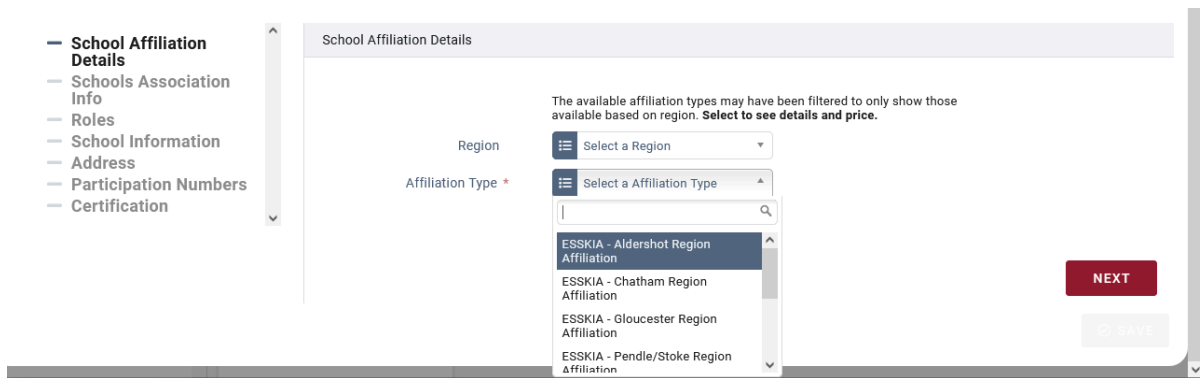 School Affiliation
Details
Schools Association
Info
Roles
School Information
Address
Participation Numbers
Certification
School Affiliation Details
The available affiliation types may have been filtered to only show those
available based on region. Select to see details and price.
Region
Select a Region
Affiliation Type *
Select a Affiliation Type
ESSKIA - Aldershot Region
Affiliation
ESSKIA - Chatham Region
Affiliation
ESSKIA - Gloucester Region
Affiliation
ESSKIA - Pendle/Stoke Region
Affiliation
NEXT
SAVE